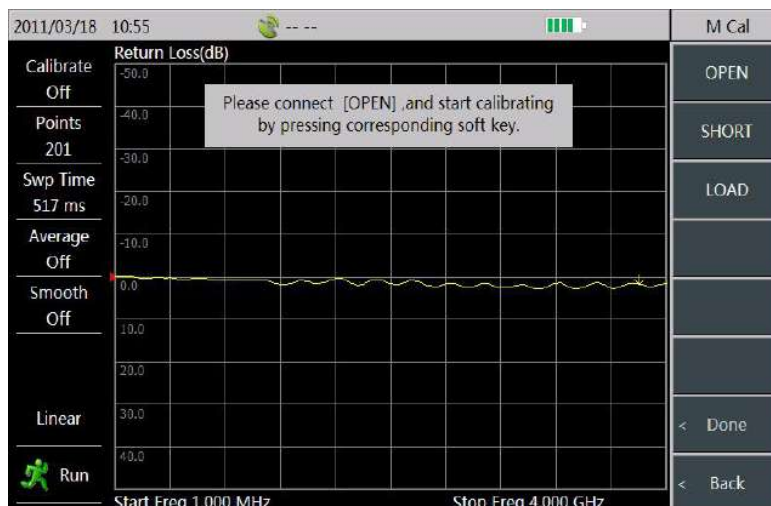 2011/03/18 10:55 -- -- M Cal
Return Loss(dB)
Calibrate
Off
Points
201
Swp Time
517 ms
Average
Off
Smooth
Off
Linear
Run
-50.0
-40.0
-30.0
-20.0
-10.0
0.0
10.0
20.0
30.0
40.0
Please connect [OPEN] ,and start calibrating
by pressing corresponding soft key.
Start Freq 1.000 MHz
Stop Freq 4.000 GHz
OPEN
SHORT
LOAD
< Done
< Back